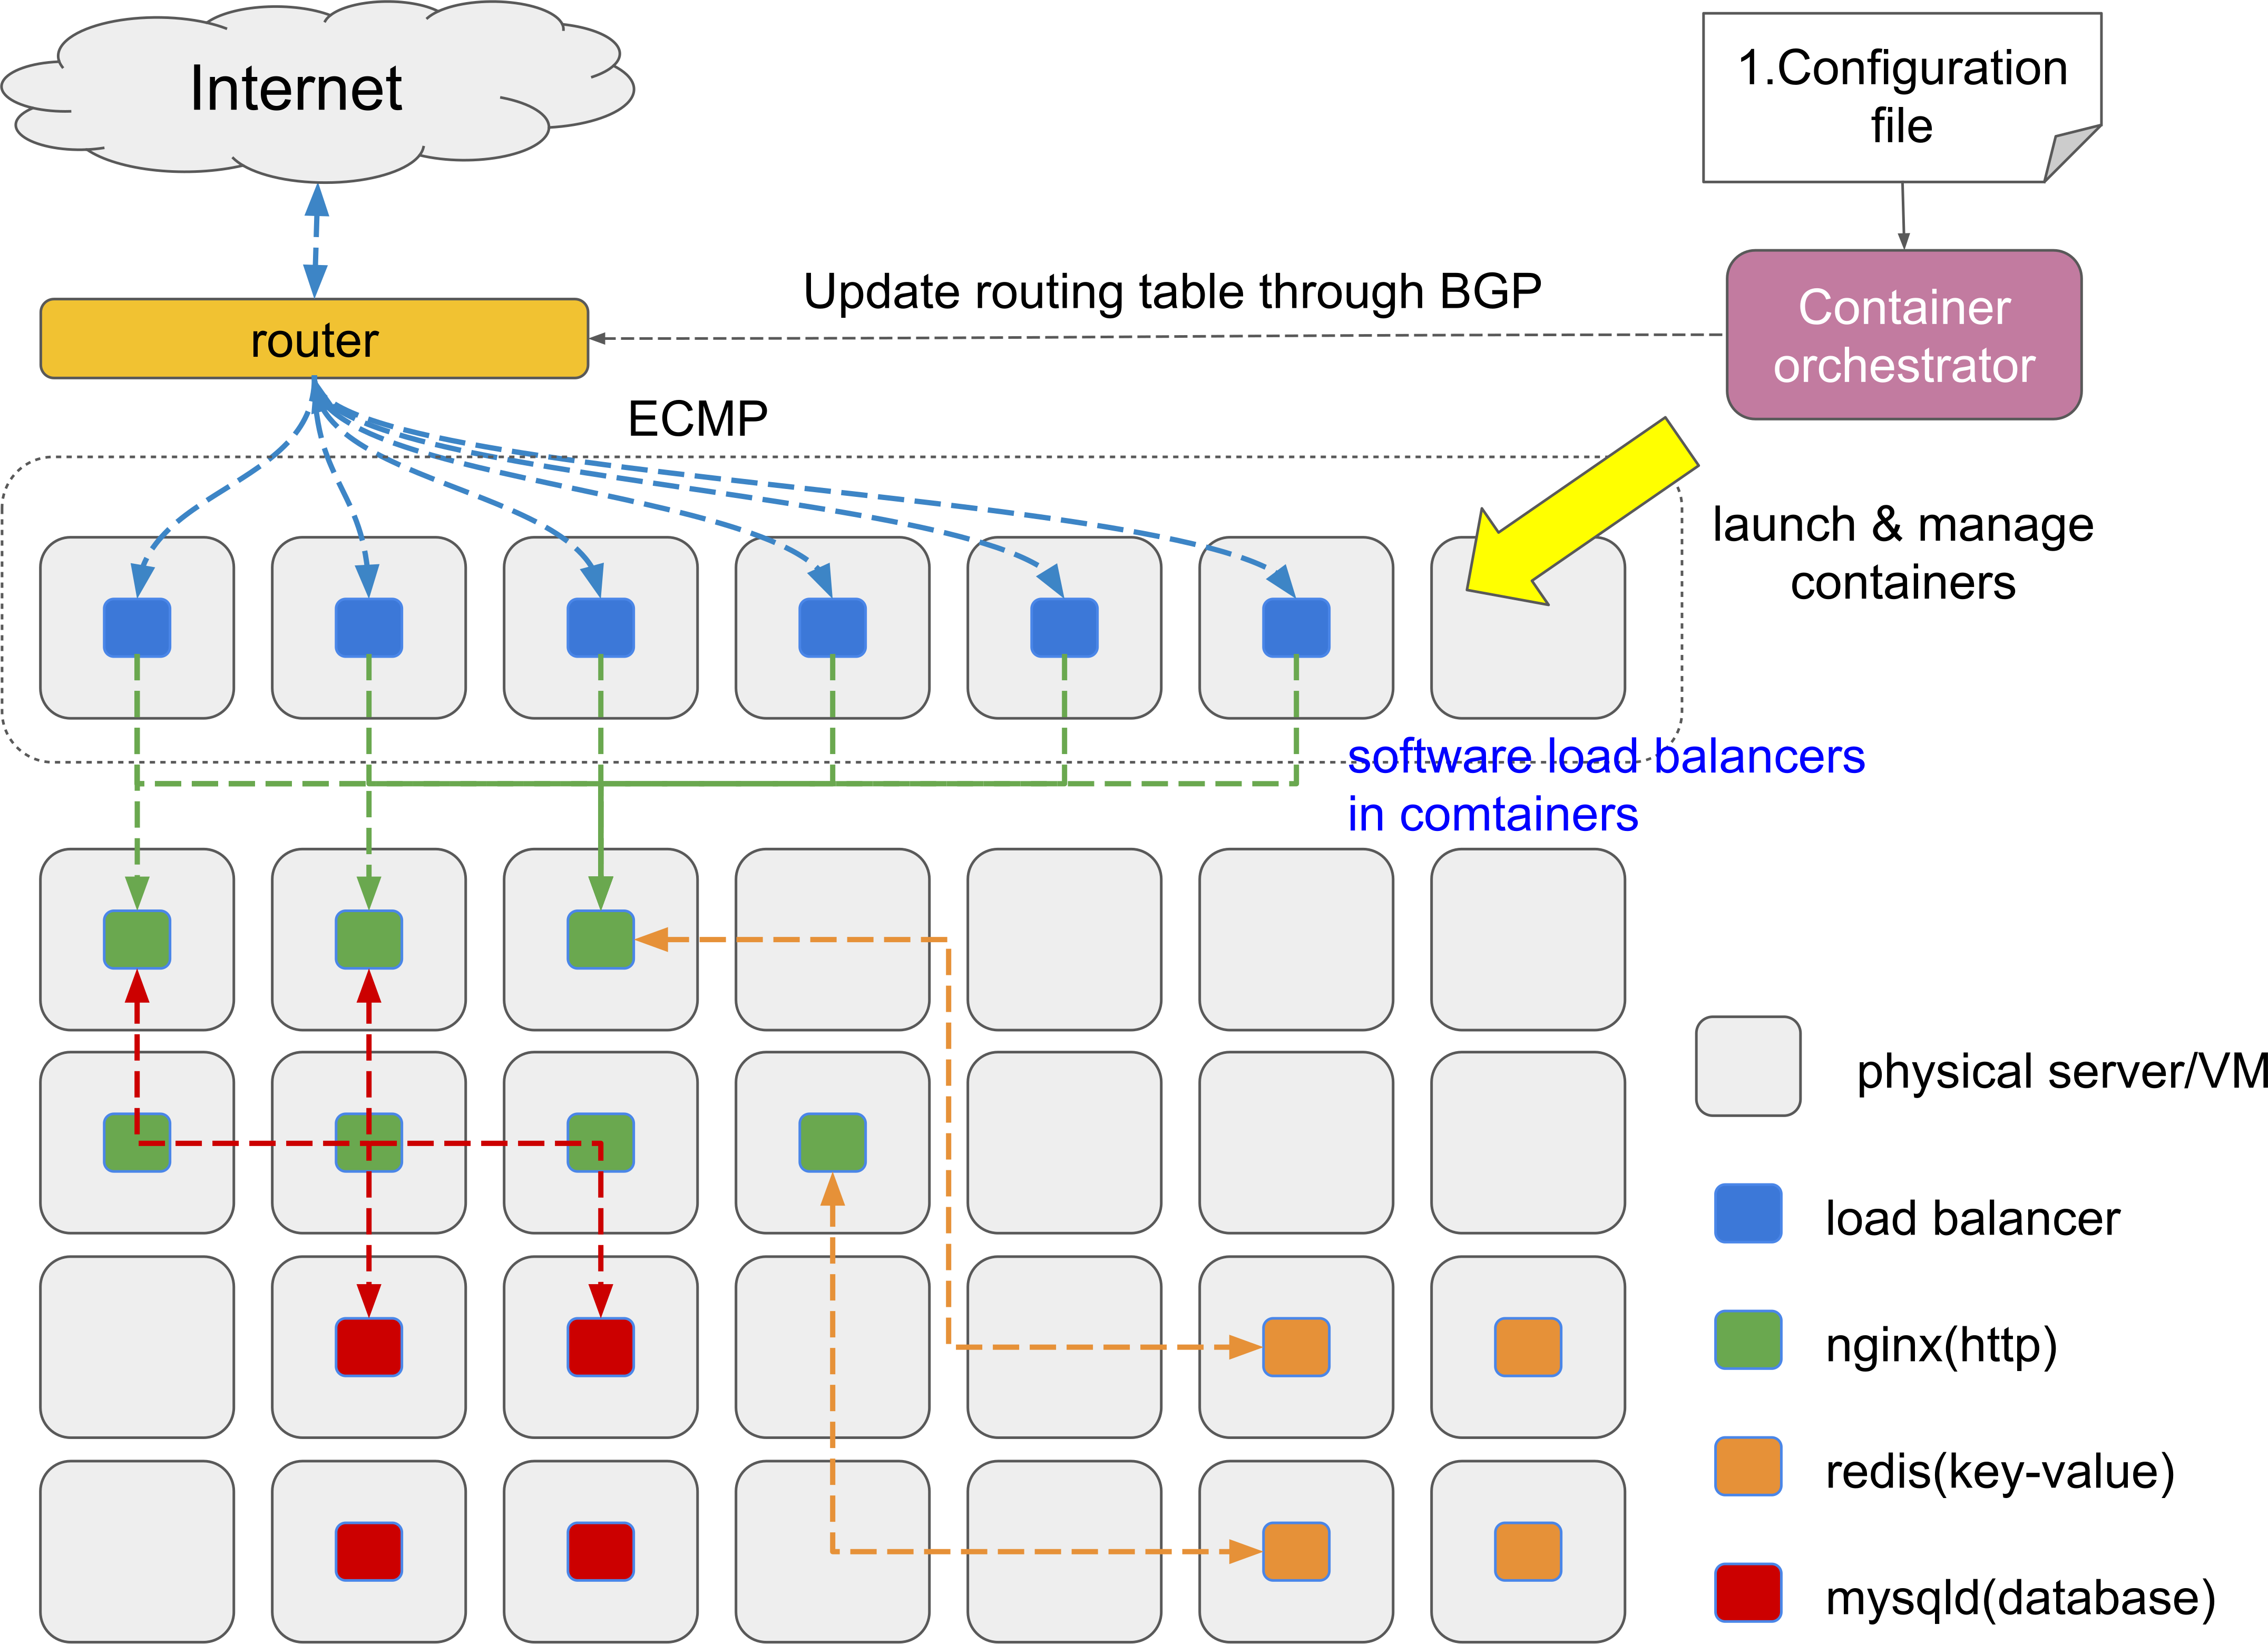 Internet
1.Configuration
file
Update routing table through BGP
Container
orchestrator
router
ECMP
launch & manage
containers
software load balancers
in comtainers
physical server/VM
load balancer
nginx(http)
redis(key-value)
mysqld(database)